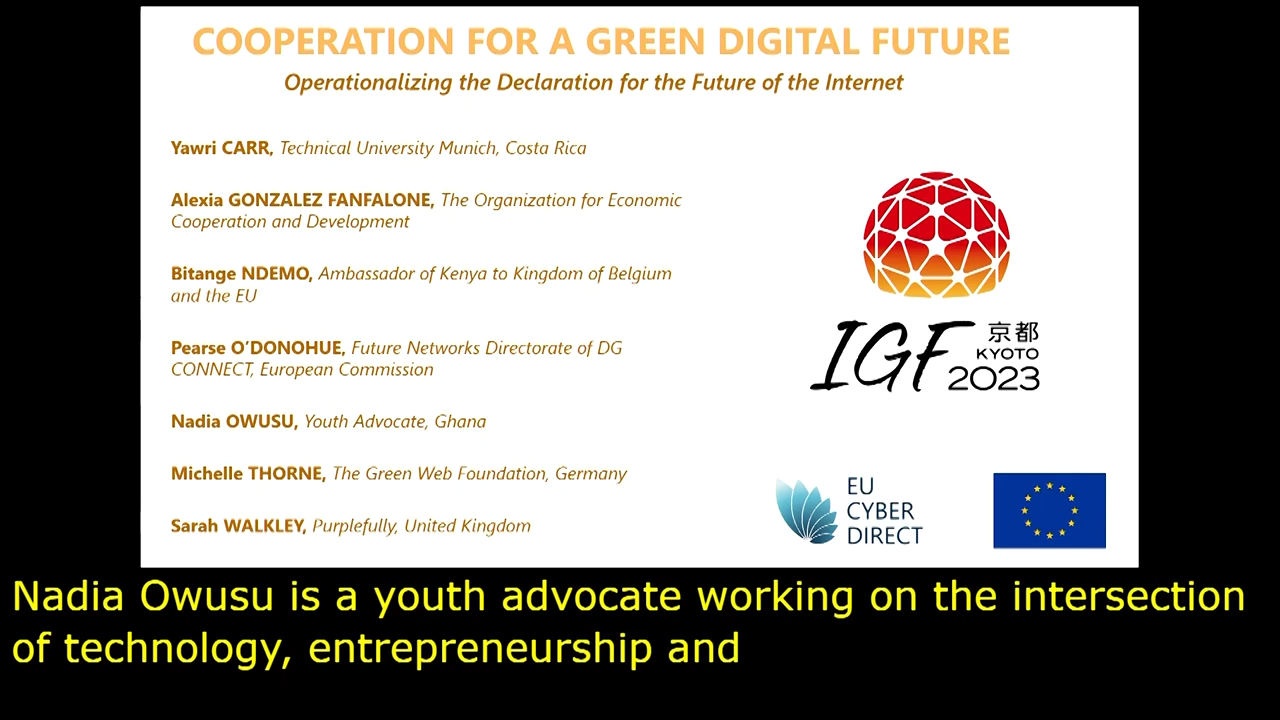 COOPERATION FOR A GREEN DIGITAL FUTURE
Operationalizing the Declaration for the Future of the Internet
Yawri CARR, Technical University Munich, Costa Rica
Alexia GONZALEZ FANFALONE, The Organization for Economic
Cooperation and Development
Bitange NDEMO, Ambassador of Kenya to Kingdom of Belgium
and the EU
Pearse O'DONOHUE, Future Networks Directorate of DG
CONNECT, European Commission
Nadia OWUSU, Youth Advocate, Ghana
Michelle THORNE, The Green Web Foundation, Germany
Sarah WALKLEY, Purplefully, United Kingdom
IGF 京都
KYOTO
2023
EU
CYBER
DIRECT
Nadia Owusu is a youth advocate working on the intersection
of technology, entrepreneurship and